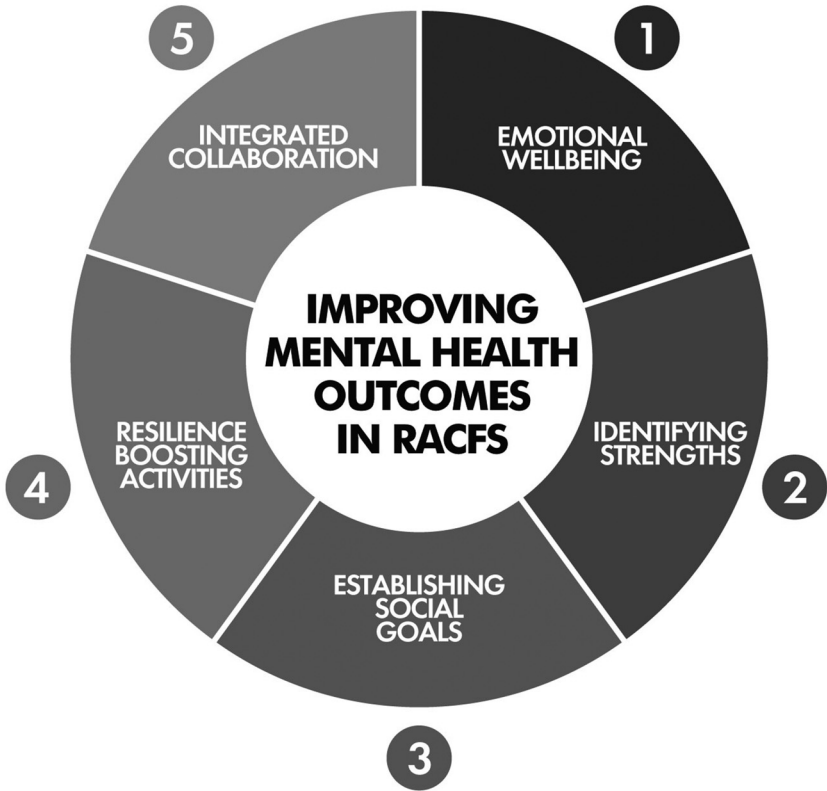 5
1
INTEGRATED
COLLABORATION
EMOTIONAL
WELLBEING
IMPROVING
MENTAL HEALTH
OUTCOMES
IN RACFS
RESILIENCE
BOOSTING
ACTIVITIES
IDENTIFYING
STRENGTHS
4
2
ESTABLISHING
SOCIAL
GOALS
3